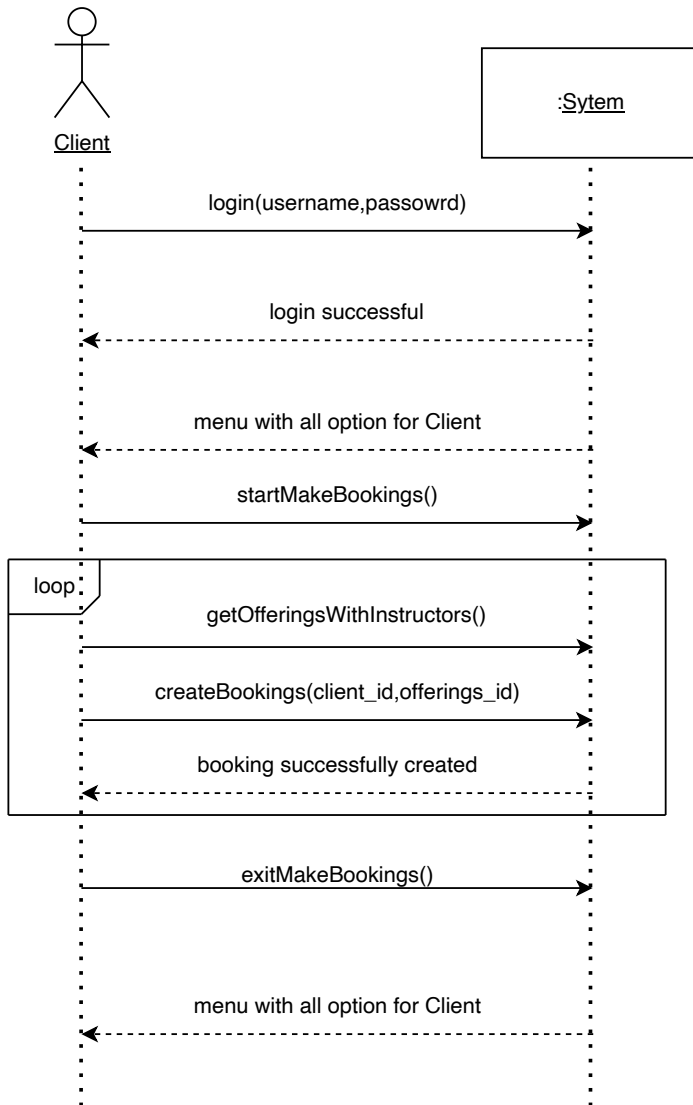 Client
:Sytem
login(username,passowrd)
login successful
menu with all option for Client
startMakeBookings()
loop
getOfferingsWithInstructors()
createBookings(client_id,offerings_id)
booking successfully created
exitMakeBookings()
menu with all option for Client